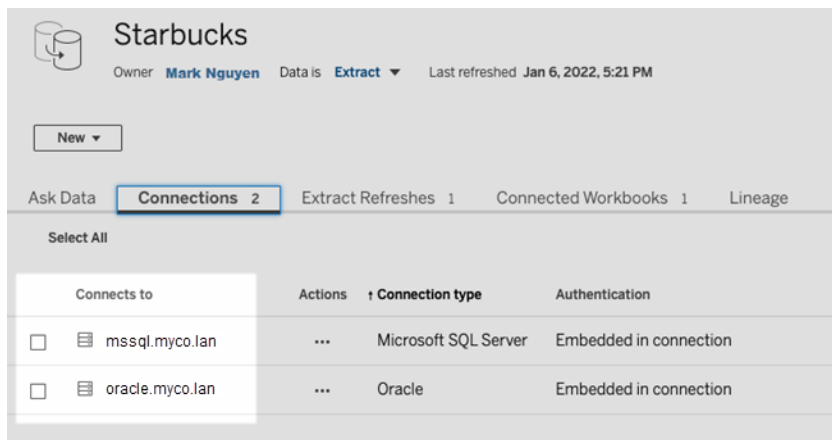 Starbucks
Owner Mark Nguyen Data is Extract Last refreshed Jan 6, 2022, 5:21 PM
New
Ask Data Connections 2 Extract Refreshes 1 Connected Workbooks 1 Lineage
Select All
Connects to Actions ↑ Connection type Authentication
mssql.myco.lan ••• Microsoft SQL Server Embedded in connection
oracle.myco.lan ••• Oracle Embedded in connection